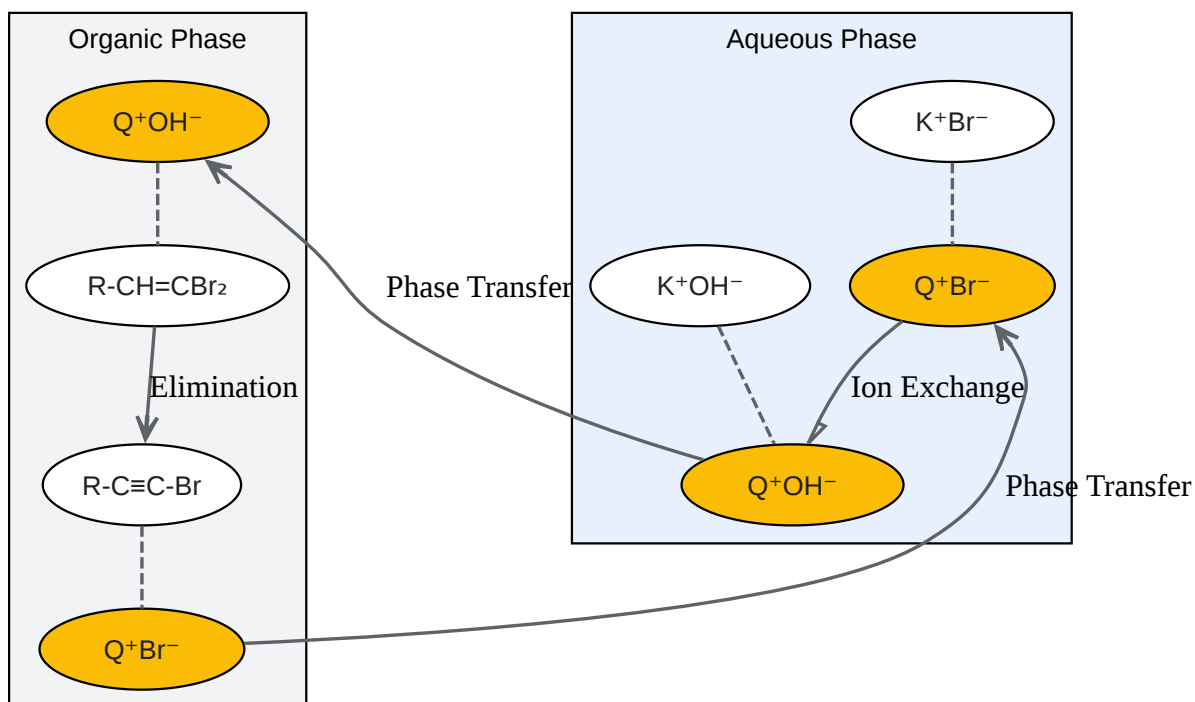 Organic Phase
Q⁺OH⁻
R-CH=CBr₂
Elimination
R-C≡C-Br
Q⁺Br⁻
Phase Transfer
Aqueous Phase
K⁺Br⁻
K⁺OH⁻
Q⁺Br⁻
Ion Exchange
Q⁺OH⁻
Phase Transfer